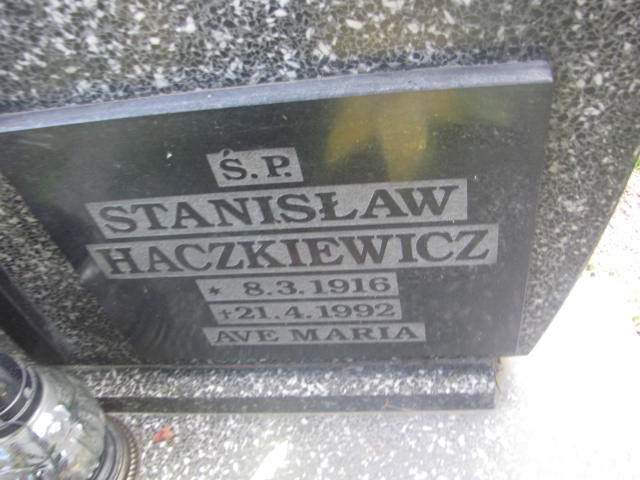 Ś.P.
STANISŁAW
HACZKIEWICZ
* 8.3.1916
+21.4.1992
AVE MARIA